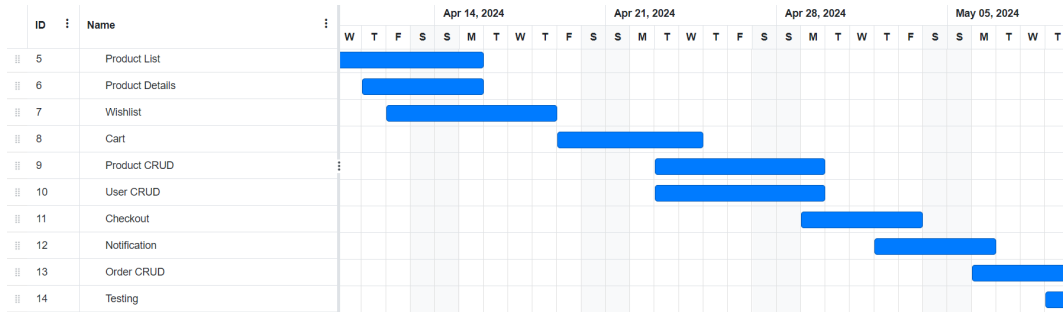 ID Name Apr 14, 2024 Apr 21, 2024 Apr 28, 2024 May 05, 2024
W T F S S M T W T F S S M T W T F S S M T W T F S S M T W T
5 Product List
6 Product Details
7 Wishlist
8 Cart
9 Product CRUD
10 User CRUD
11 Checkout
12 Notification
13 Order CRUD
14 Testing